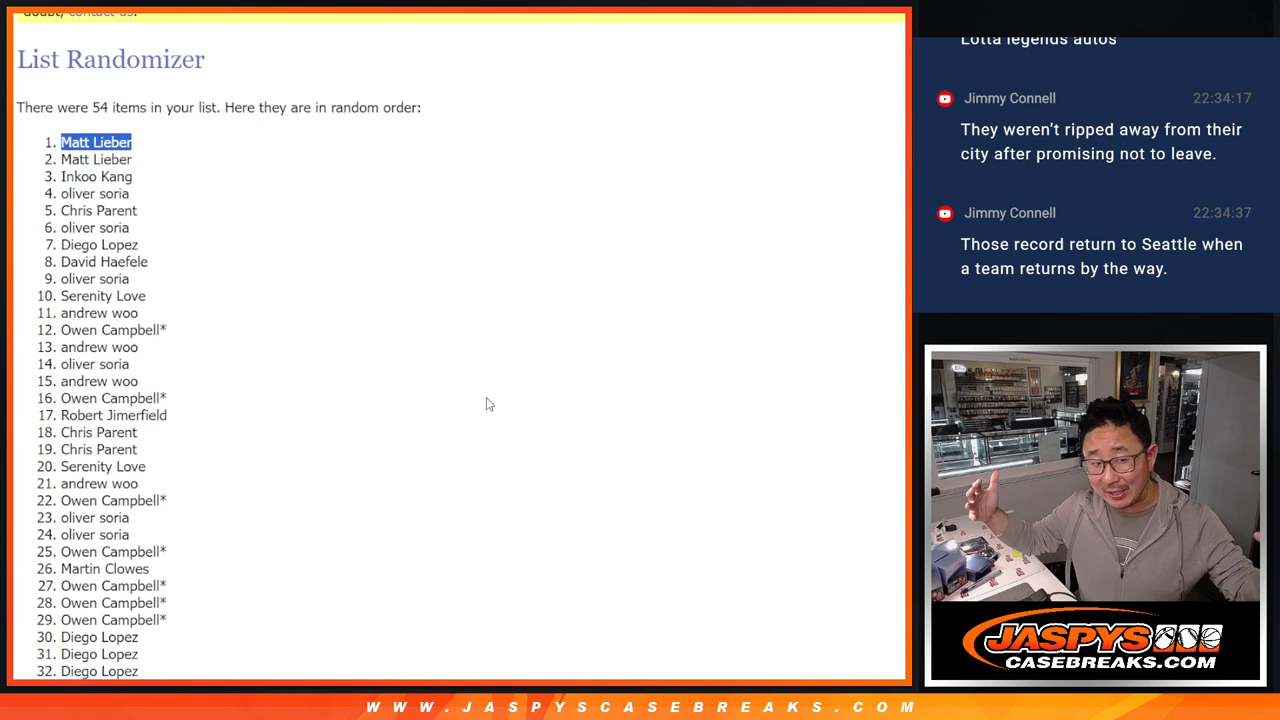 doubt, contact us.
List Randomizer
There were 54 items in your list. Here they are in random order:
1. Matt Lieber
2. Matt Lieber
3. Inkoo Kang
4. oliver soria
5. Chris Parent
6. oliver soria
7. Diego Lopez
8. David Haefele
9. oliver soria
10. Serenity Love
11. andrew woo
12. Owen Campbell*
13. andrew woo
14. oliver soria
15. andrew woo
16. Owen Campbell*
17. Robert Jimerfield
18. Chris Parent
19. Chris Parent
20. Serenity Love
21. andrew woo
22. Owen Campbell*
23. oliver soria
24. oliver soria
25. Owen Campbell*
26. Martin Clowes
27. Owen Campbell*
28. Owen Campbell*
29. Owen Campbell*
30. Diego Lopez
31. Diego Lopez
32. Diego Lopez
Lotta legends autos
Jimmy Connell 22:34:17
They weren’t ripped away from their
city after promising not to leave.
Jimmy Connell 22:34:37
Those record return to Seattle when
a team returns by the way.
JASPYS
CASEBREAKS.COM
WWW.JASPYSCASEBREAKS.COM